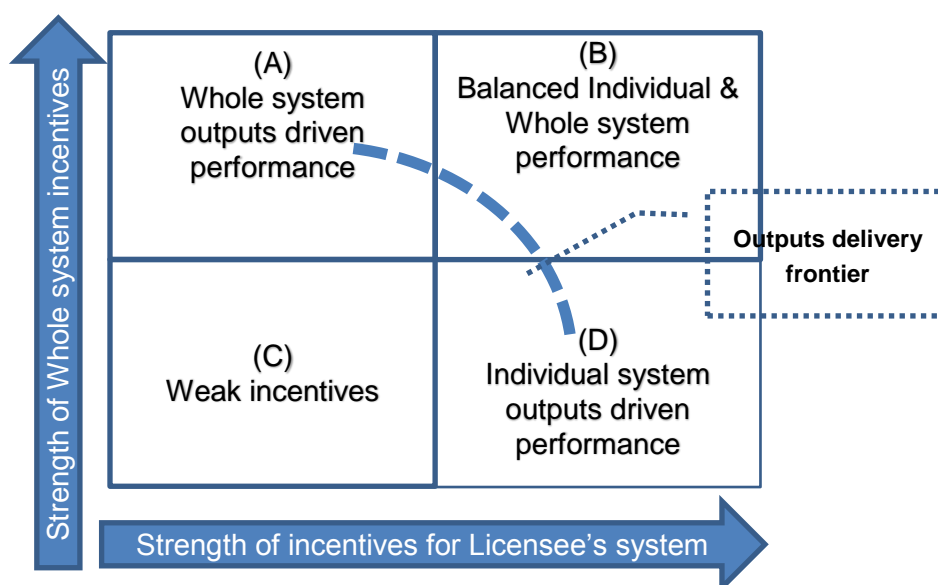 Strength of Whole system incentives
(A)
Whole system
outputs driven
performance
(B)
Balanced Individual &
Whole system
performance
Outputs delivery
frontier
(C)
Weak incentives
(D)
Individual system
outputs driven
performance
Strength of incentives for Licensee’s system